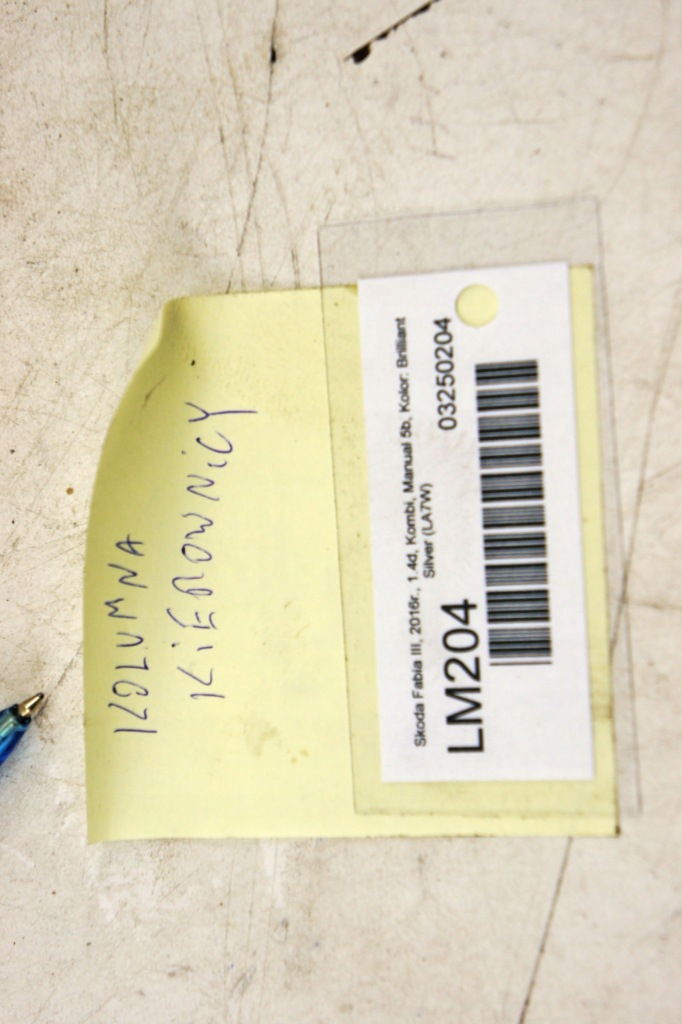 KOLUMNA
KiEROWNiCY
Skoda Fabia III, 2016r., 1.4d, Kombi, Manual 5b, Kolor: Brilliant
Silver (LA7W)
LM204
03250204